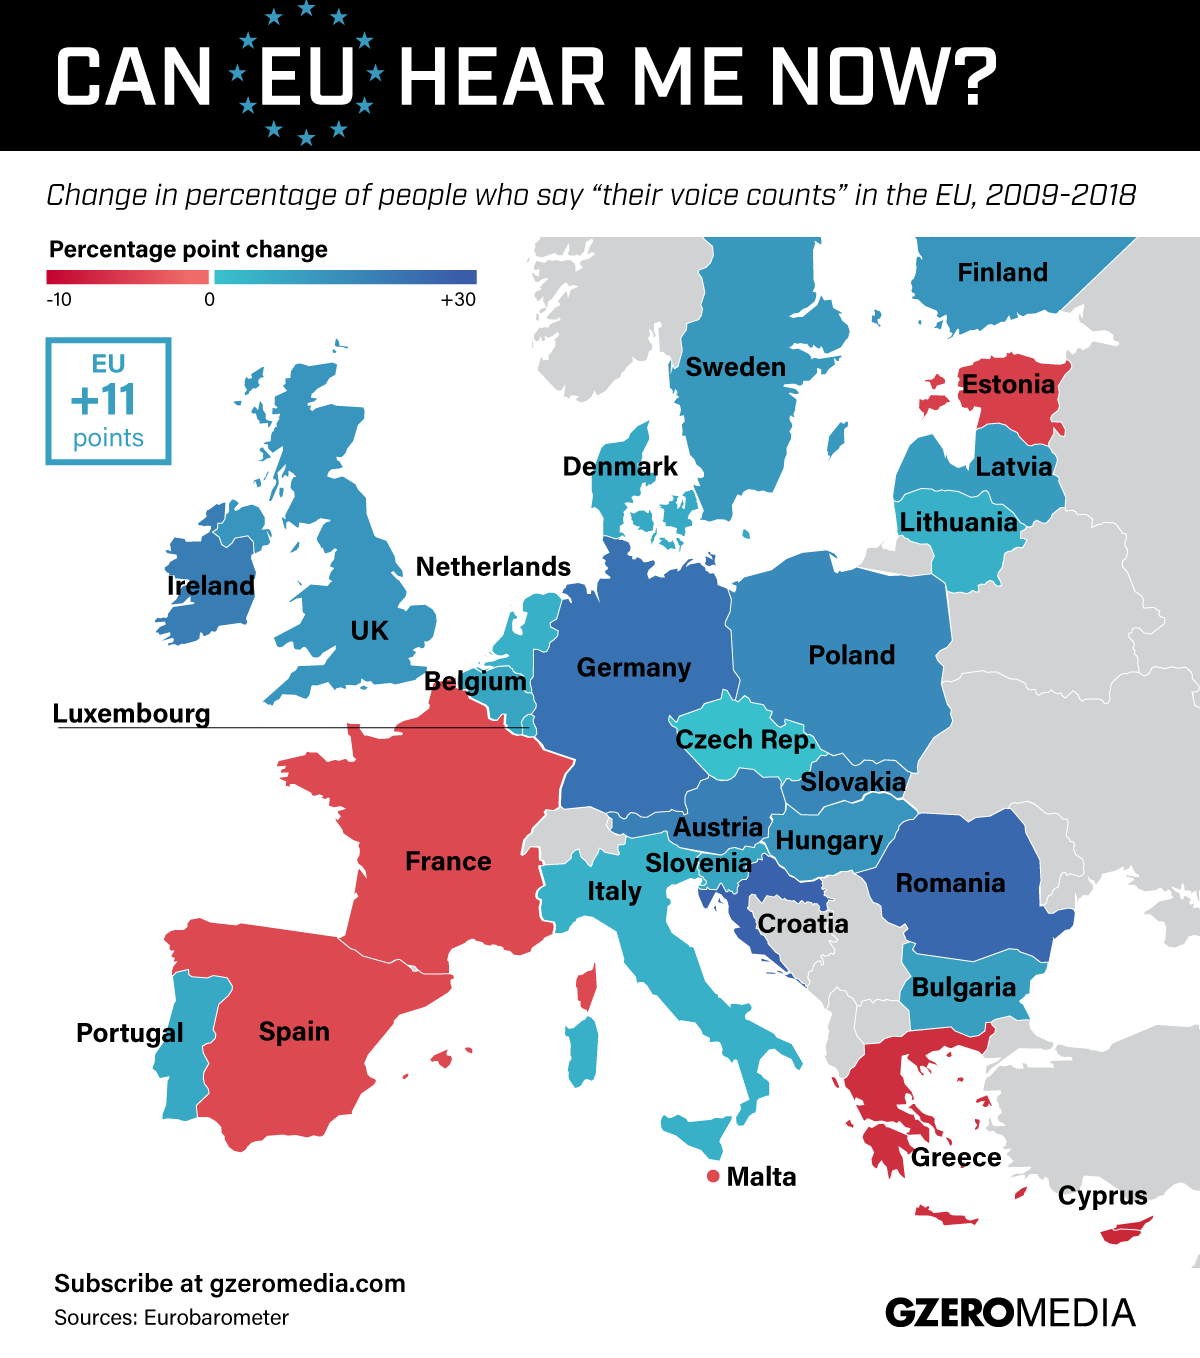 CAN EU HEAR ME NOW?
Change in percentage of people who say “their voice counts” in the EU, 2009-2018
Percentage point change
-10 0 +30
EU
+11
points
Finland
Sweden
Estonia
Denmark
Latvia
Lithuania
Netherlands
Ireland
UK
Poland
Germany
Belgium
Luxembourg
Czech Rep.
Slovakia
Austria
Hungary
France
Slovenia
Italy
Romania
Croatia
Bulgaria
Portugal
Spain
Greece
Malta
Cyprus
Subscribe at gzeromedia.com
Sources: Eurobarometer
GZEROMEDIA